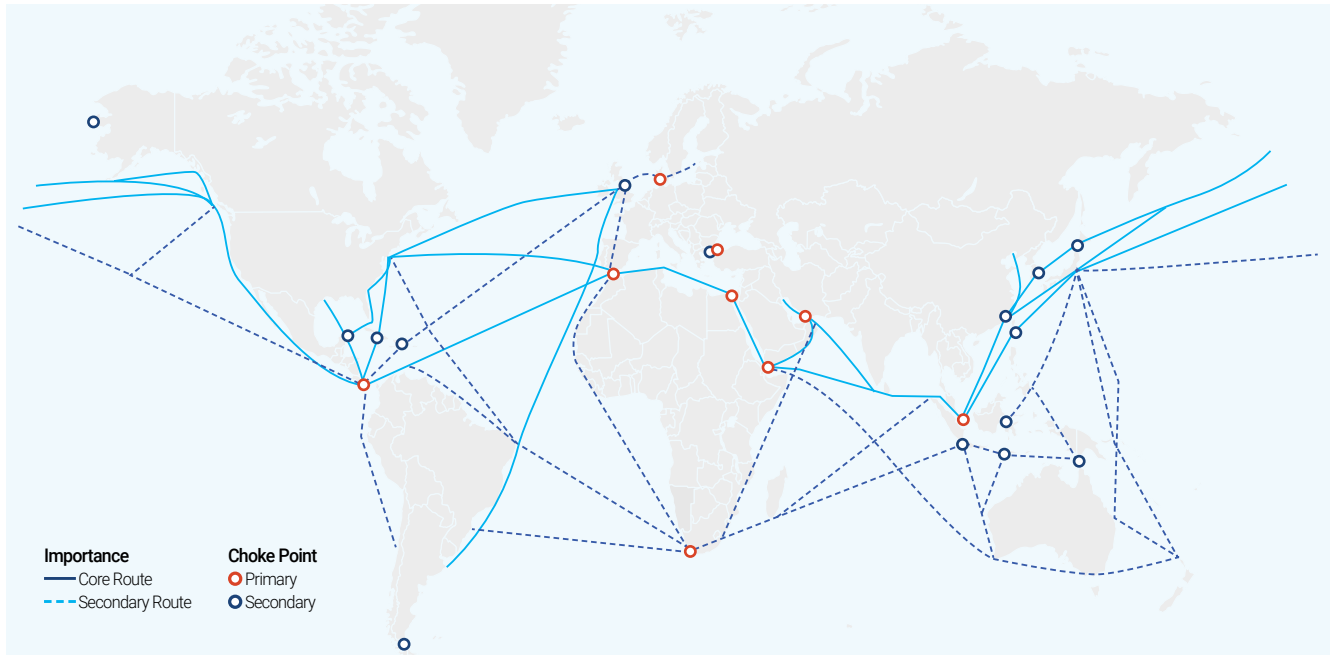 Importance
Core Route
Secondary Route
Choke Point
Primary
Secondary